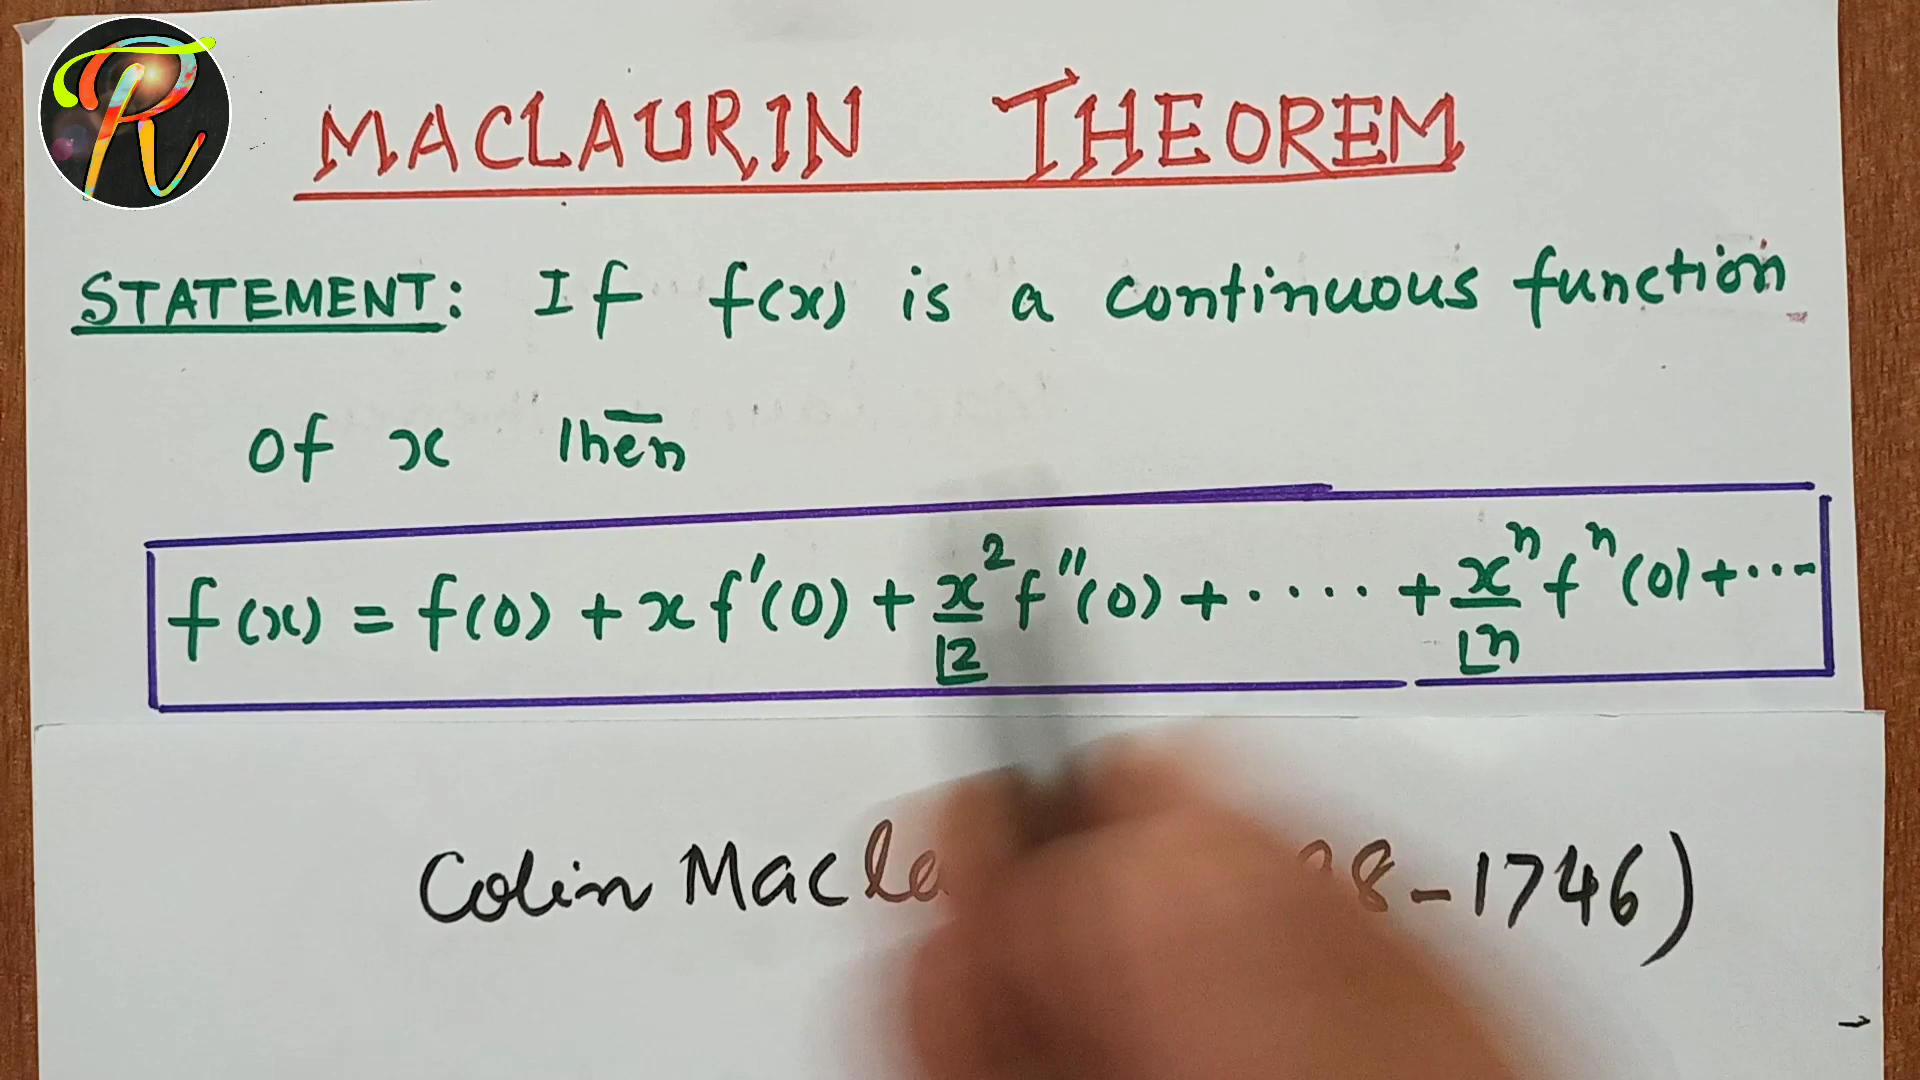 MACLAURIN THEOREM
STATEMENT: If f(x) is a continuous function
of x then
f(x) = f(0) + x f'(0) + x²/⌊2 f''(0) + ···· + xⁿ/⌊n fⁿ(0) + ···
Colin 8-1746)